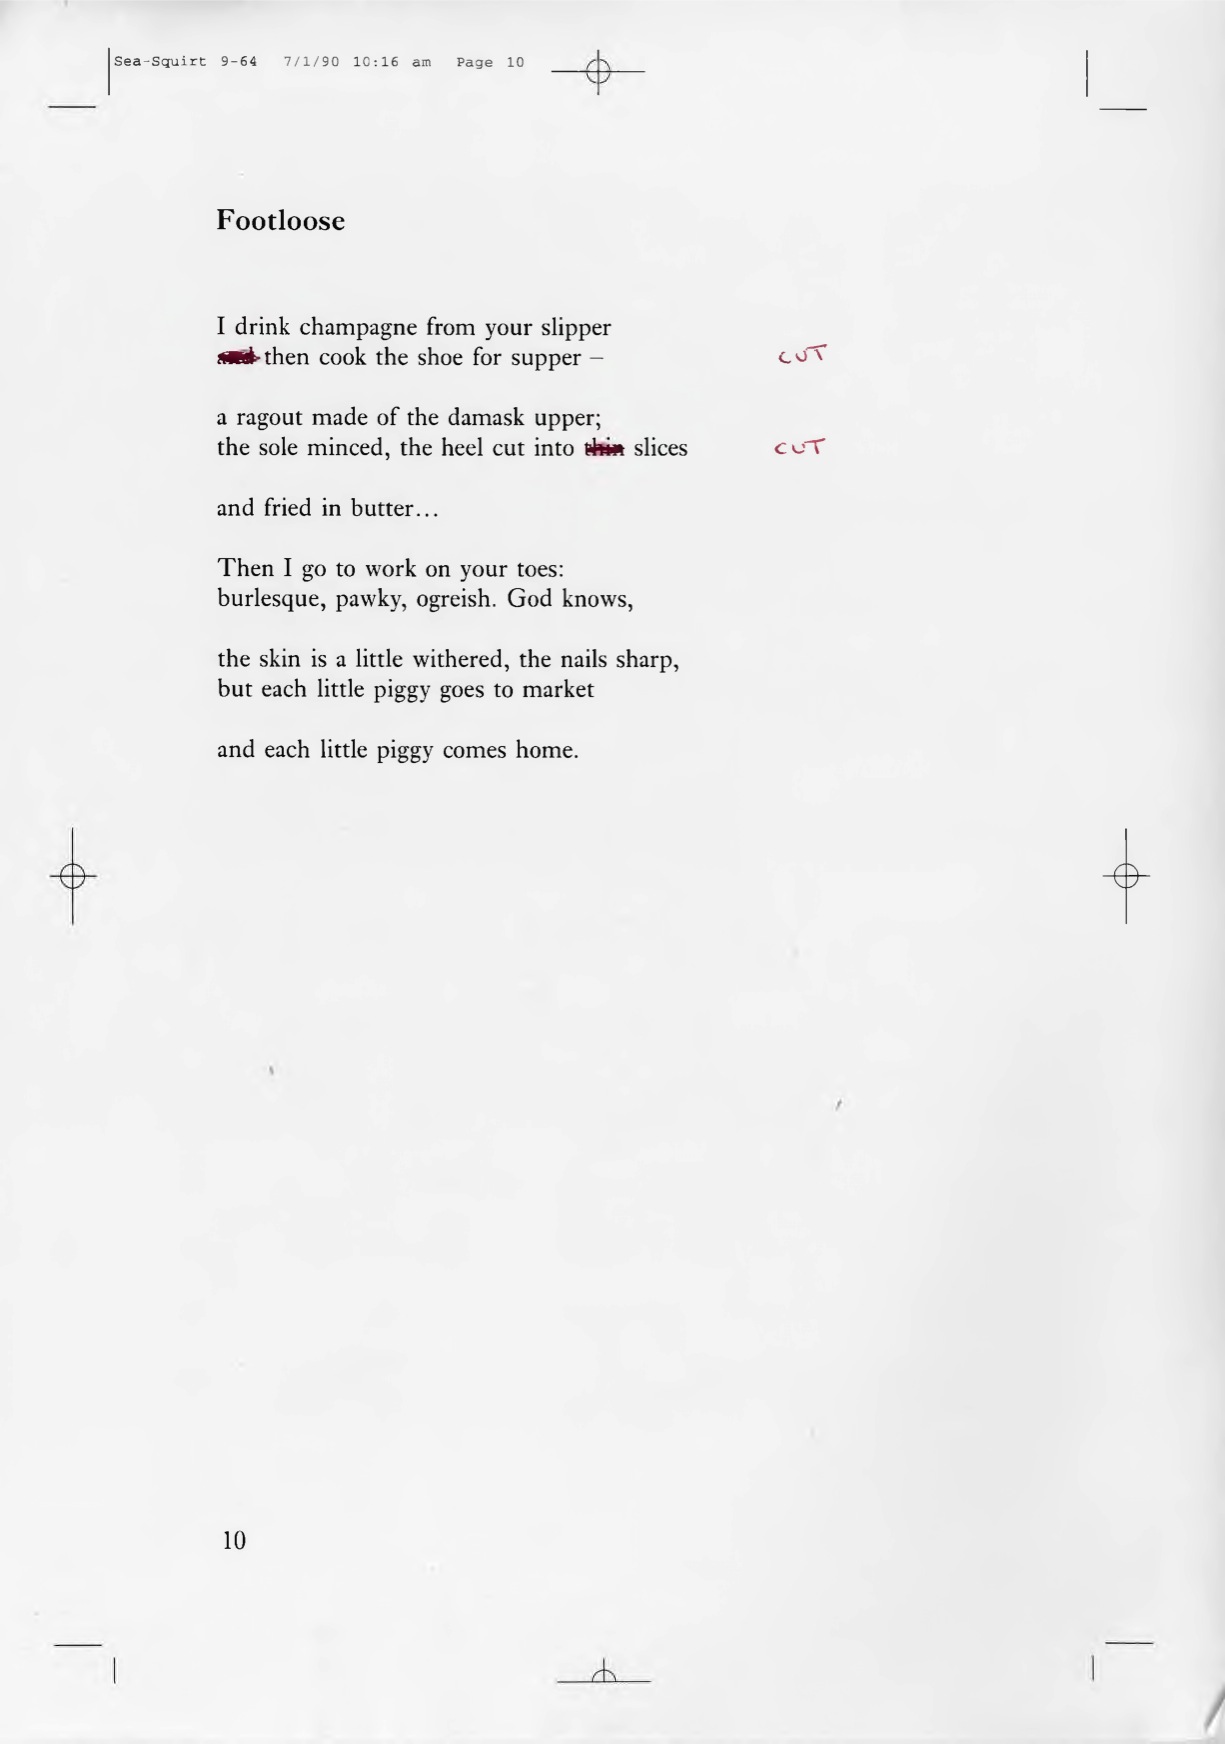 Sea-Squirt 9-64 7/1/90 10:16 am Page 10
Footloose
I drink champagne from your slipper
and then cook the shoe for supper – CUT
a ragout made of the damask upper;
the sole minced, the heel cut into thin slices CUT
and fried in butter...
Then I go to work on your toes:
burlesque, pawky, ogreish. God knows,
the skin is a little withered, the nails sharp,
but each little piggy goes to market
and each little piggy comes home.
10